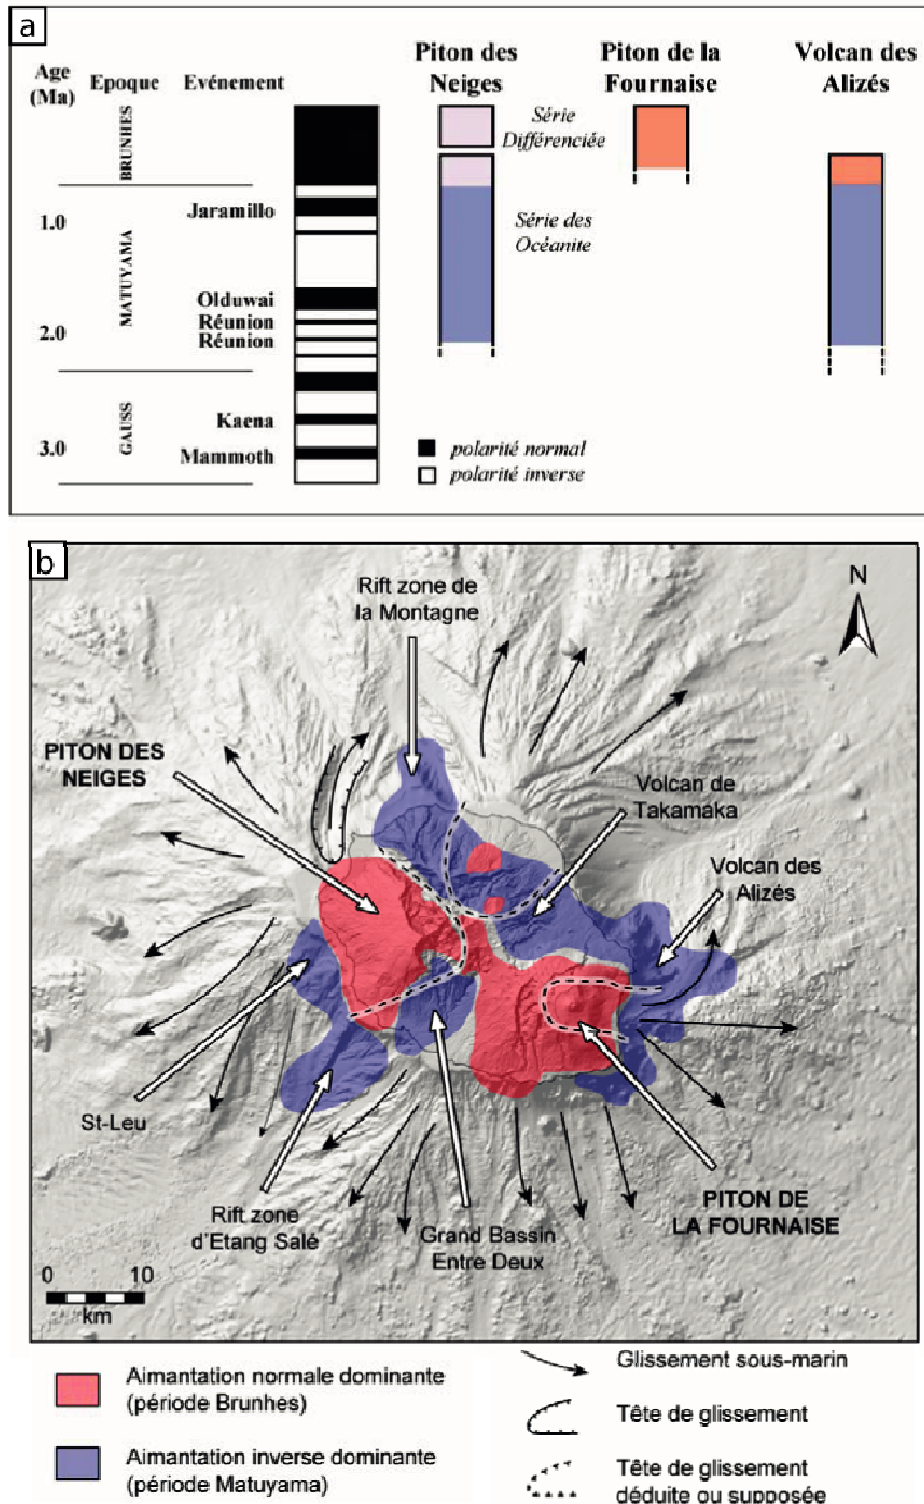 a
Age
(Ma)
Epoque
Evénement
Piton des
Neiges
Piton de la
Fournaise
Volcan des
Alizés
BRUNHES
Série
Différenciée
1.0
Jaramillo
Série des
Océanite
MATUYAMA
Olduwai
2.0
Réunion
Réunion
GAUSS
Kaena
3.0
Mammoth
polarité normal
polarité inverse
b
Rift zone de
la Montagne
N
PITON DES
NEIGES
Volcan de
Takamaka
Volcan des
Alizés
St-Leu
Rift zone
d'Etang Salé
Grand Bassin
Entre Deux
PITON DE
LA FOURNAISE
0 10
km
Aimantation normale dominante
(période Brunhes)
Aimantation inverse dominante
(période Matuyama)
Glissement sous-marin
Tête de glissement
Tête de glissement
déduite ou supposée